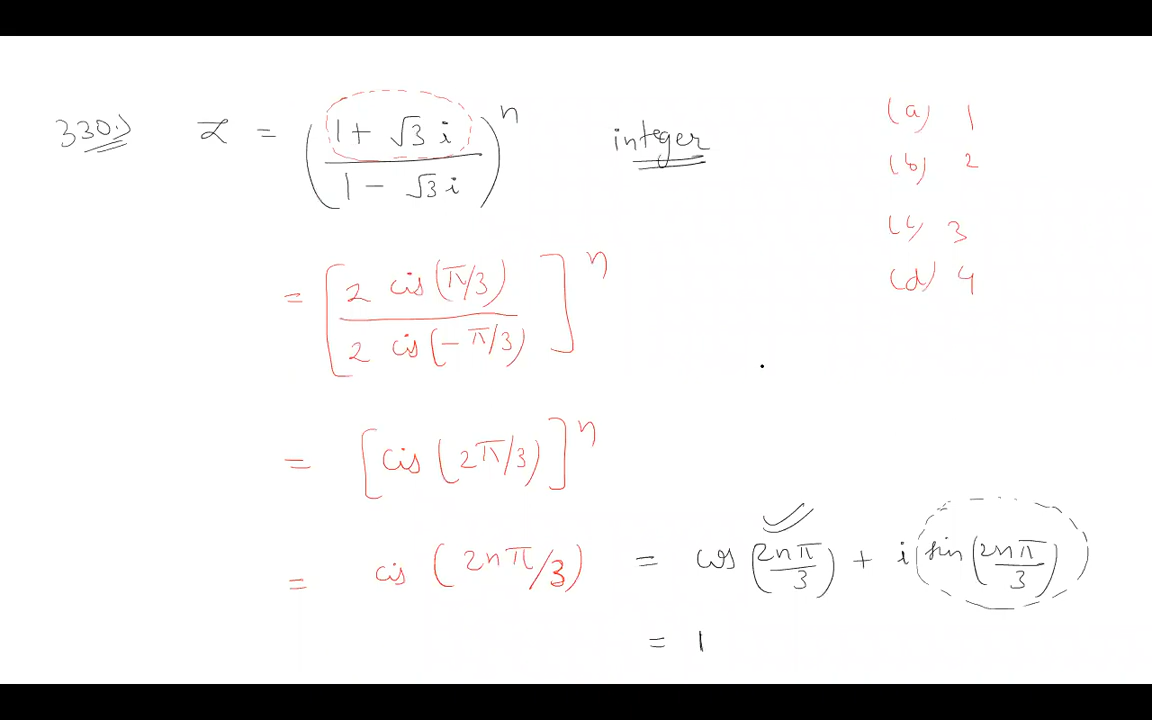 330.) z = ((1 + √3 i)/(1 - √3 i))^n integer
(a) 1
(b) 2
(c) 3
(d) 4
= [2 cis(π/3) / 2 cis(-π/3)]^n
= [cis(2π/3)]^n
= cis(2nπ/3) = cos(2nπ/3) + i sin(2nπ/3)
= 1